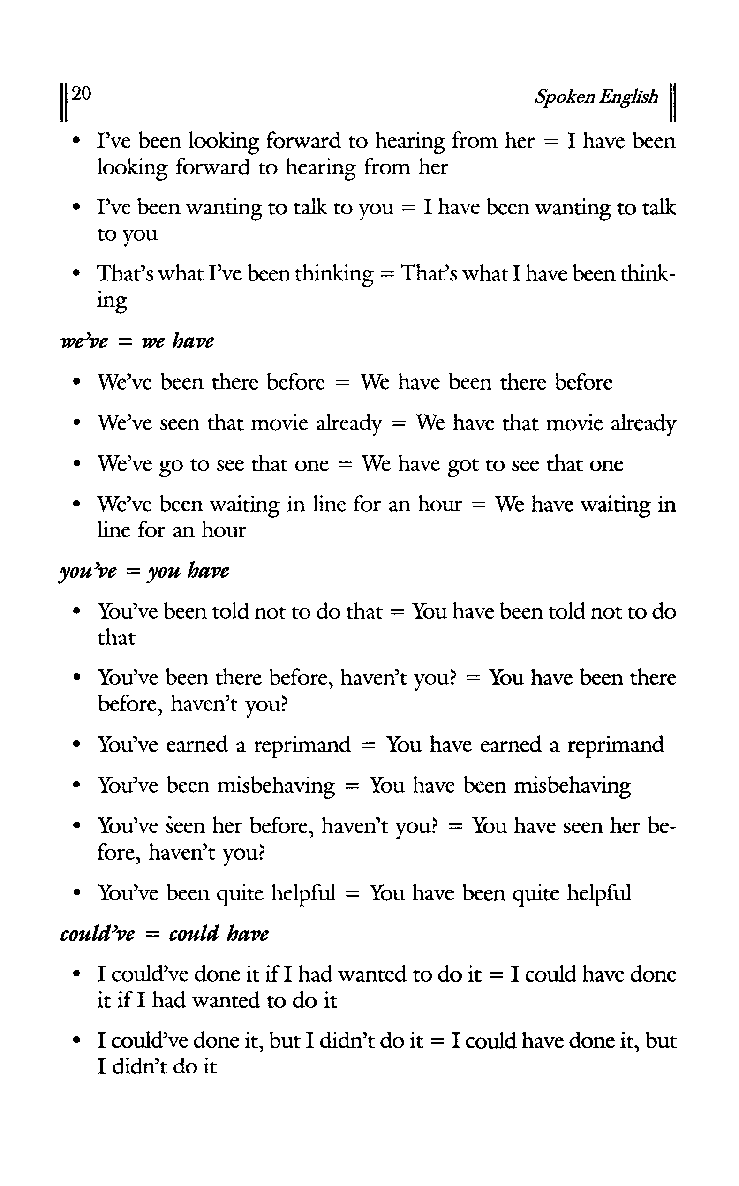 20 Spoken English
• I've been looking forward to hearing from her = I have been
looking forward to hearing from her
• I've been wanting to talk to you = I have been wanting to talk
to you
• That's what I've been thinking = That's what I have been think-
ing
we've = we have
• We've been there before = We have been there before
• We've seen that movie already = We have that movie already
• We've go to see that one = We have got to see that one
• We've been waiting in line for an hour = We have waiting in
line for an hour
you've = you have
• You've been told not to do that = You have been told not to do
that
• You've been there before, haven't you? = You have been there
before, haven't you?
• You've earned a reprimand = You have earned a reprimand
• You've been misbehaving = You have been misbehaving
• You've seen her before, haven't you? = You have seen her be-
fore, haven't you?
• You've been quite helpful = You have been quite helpful
could've = could have
• I could've done it if I had wanted to do it = I could have done
it if I had wanted to do it
• I could've done it, but I didn't do it = I could have done it, but
I didn't do it